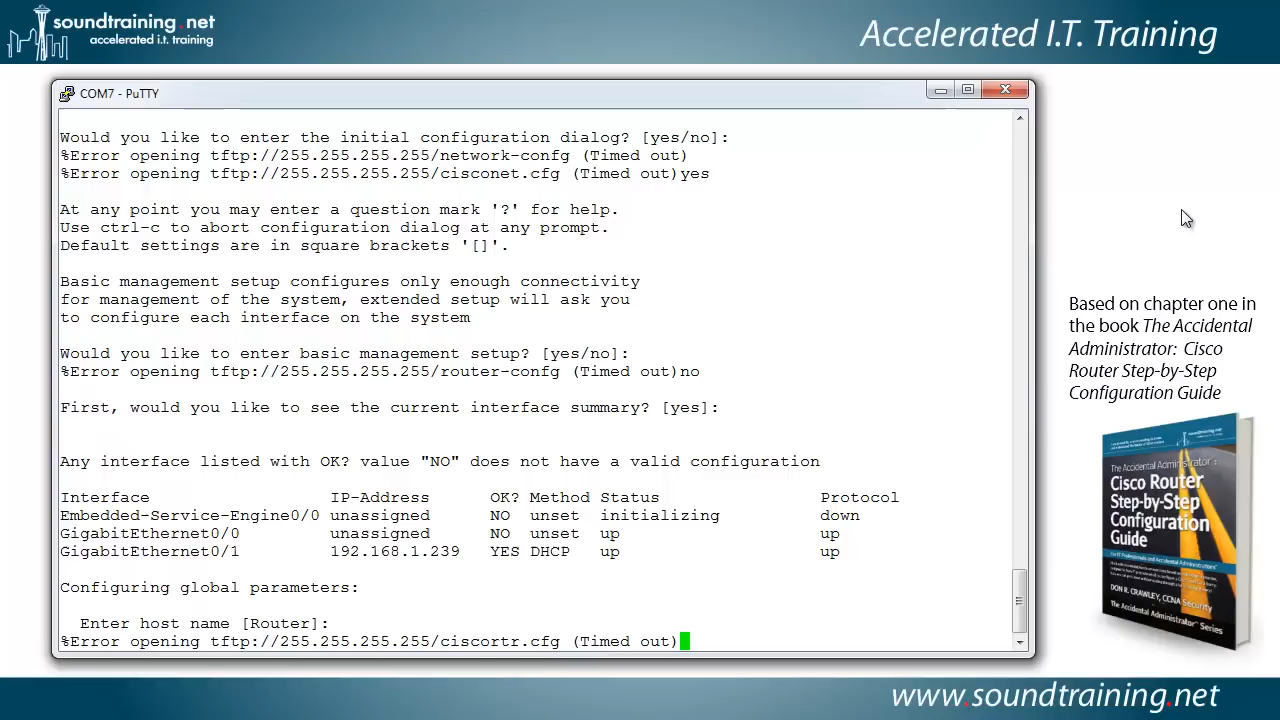 soundtraining.net
accelerated i.t. training
Accelerated I.T. Training
COM7 - PuTTY
Would you like to enter the initial configuration dialog? [yes/no]:
%Error opening tftp://255.255.255.255/network-confg (Timed out)
%Error opening tftp://255.255.255.255/cisconet.cfg (Timed out)yes
At any point you may enter a question mark '?' for help.
Use ctrl-c to abort configuration dialog at any prompt.
Default settings are in square brackets '[]'.
Basic management setup configures only enough connectivity
for management of the system, extended setup will ask you
to configure each interface on the system
Would you like to enter basic management setup? [yes/no]:
%Error opening tftp://255.255.255.255/router-confg (Timed out)no
First, would you like to see the current interface summary? [yes]:
Any interface listed with OK? value "NO" does not have a valid configuration
Interface IP-Address OK? Method Status Protocol
Embedded-Service-Engine0/0 unassigned NO unset initializing down
GigabitEthernet0/0 unassigned NO unset up up
GigabitEthernet0/1 192.168.1.239 YES DHCP up up
Configuring global parameters:
Enter host name [Router]:
%Error opening tftp://255.255.255.255/ciscortr.cfg (Timed out)
Based on chapter one in
the book The Accidental
Administrator: Cisco
Router Step-by-Step
Configuration Guide
soundtraining.net
The Accidental Administrator:
Cisco Router
Step-by-Step
Configuration
Guide
For IT Professionals and Accidental Administrators
DON R. CRAWLEY, CCNA Security
The Accidental Administrator Series
www.soundtraining.net